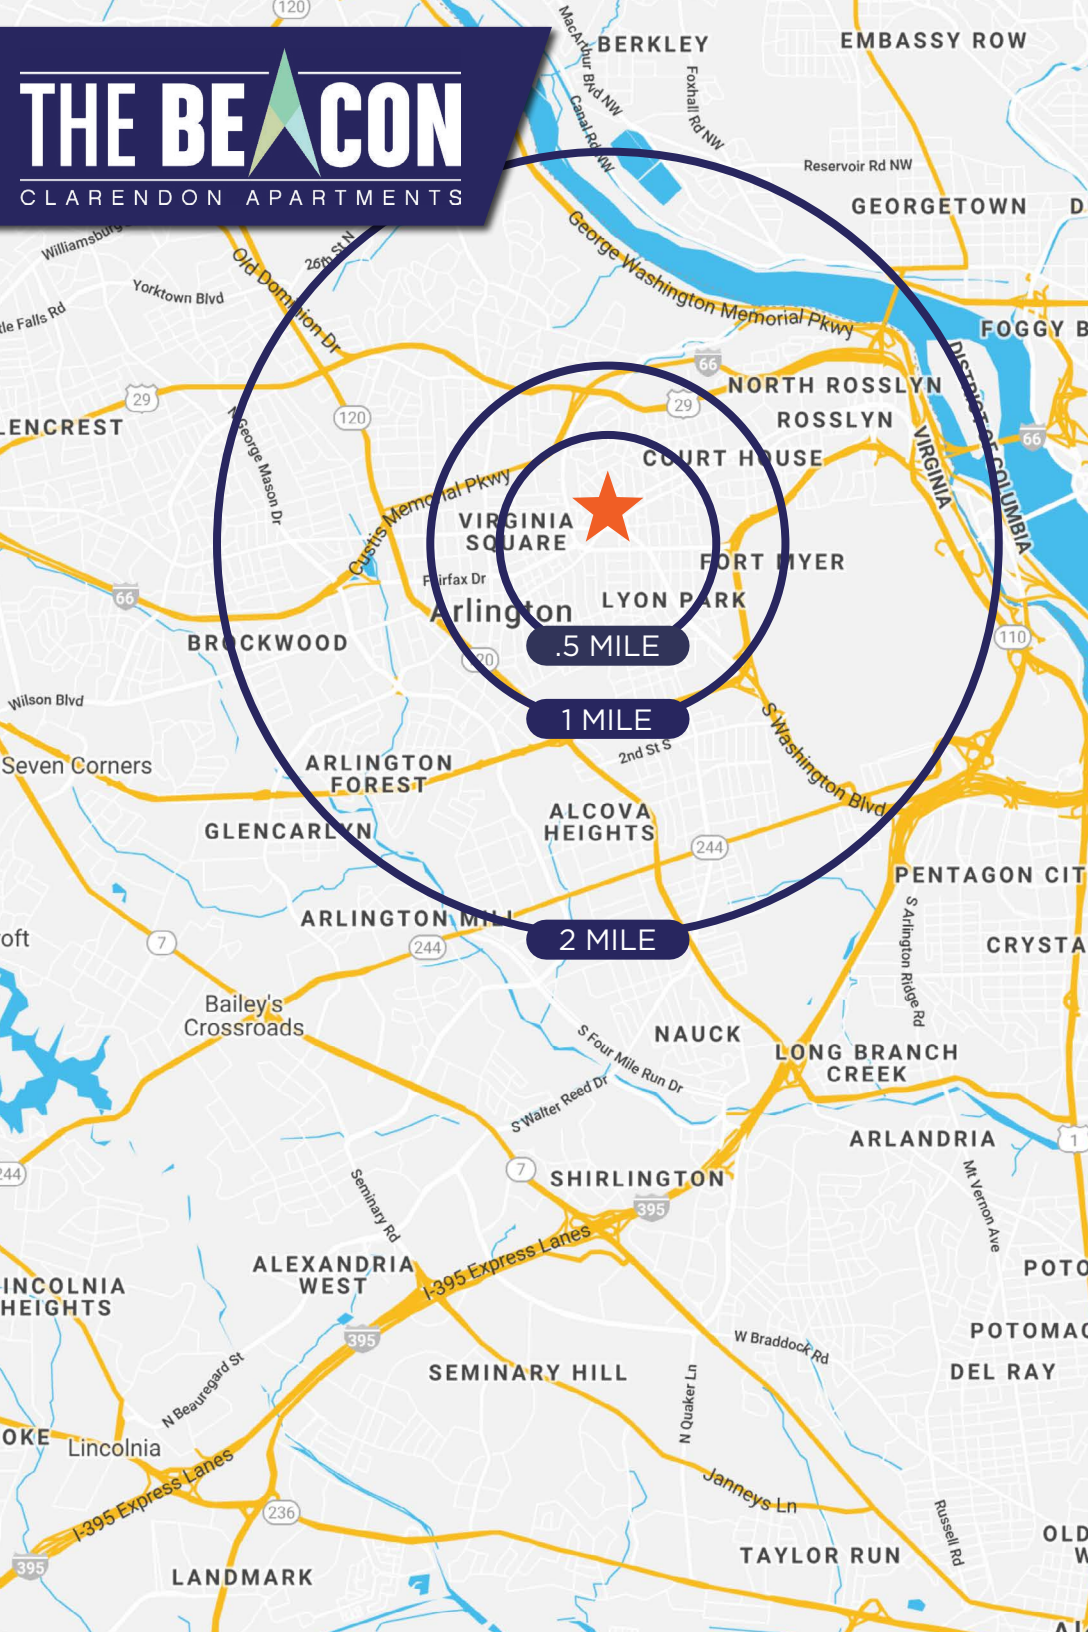 120
MacArthur Blvd NW
BERKLEY
EMBASSY ROW
Foxhall Rd NW
Canal Rd NW
THE BEACON
CLARENDON APARTMENTS
Reservoir Rd NW
GEORGETOWN
D
Williamsburg
26th St N
Old Dominion Dr
George Washington Memorial Pkwy
Yorktown Blvd
tle Falls Rd
FOGGY B
DISTRICT OF COLUMBIA
VIRGINIA
66
29
NORTH ROSSLYN
ROSSLYN
29
120
LENCREST
N George Mason Dr
COURT HOUSE
66
Custis Memorial Pkwy
VIRGINIA
SQUARE
FORT MYER
Fairfax Dr
66
Arlington
LYON PARK
BROCKWOOD
.5 MILE
110
120
Wilson Blvd
1 MILE
S Washington Blvd
2nd St S
Seven Corners
ARLINGTON
FOREST
ALCOVA
HEIGHTS
GLENCARLYN
244
PENTAGON CIT
ARLINGTON MILL
S Arlington Ridge Rd
oft
7
244
2 MILE
CRYSTA
Bailey's
Crossroads
NAUCK
S Four Mile Run Dr
LONG BRANCH
CREEK
S Walter Reed Dr
ARLANDRIA
1
244
7
SHIRLINGTON
Mt Vernon Ave
Seminary Rd
395
I-395 Express Lanes
ALEXANDRIA
WEST
POTO
INCOLNIA
HEIGHTS
395
W Braddock Rd
POTOMAC
DEL RAY
N Beauregard St
SEMINARY HILL
N Quaker Ln
OKE
Lincolnia
I-395 Express Lanes
Janneys Ln
236
Russell Rd
OLD
W
TAYLOR RUN
395
LANDMARK